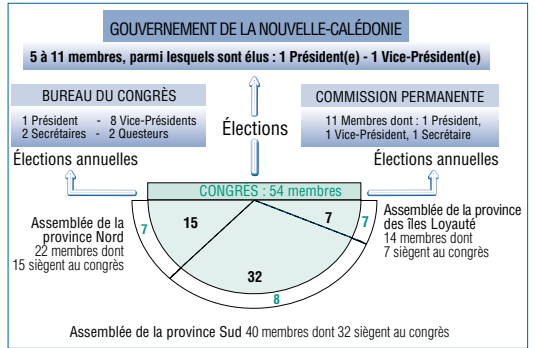 GOUVERNEMENT DE LA NOUVELLE-CALÉDONIE
5 à 11 membres, parmi lesquels sont élus : 1 Président(e) - 1 Vice-Président(e)
BUREAU DU CONGRÈS
1 Président - 8 Vice-Présidents
2 Secrétaires - 2 Questeurs
Élections annuelles
Élections
COMMISSION PERMANENTE
11 Membres dont : 1 Président,
1 Vice-Président, 1 Secrétaire
Élections annuelles
CONGRÈS : 54 membres
15
7
7
7
32
8
Assemblée de la
province Nord
22 membres dont
15 siègent au congrès
Assemblée de la province
des îles Loyauté
14 membres dont
7 siègent au congrès
Assemblée de la province Sud 40 membres dont 32 siègent au congrès